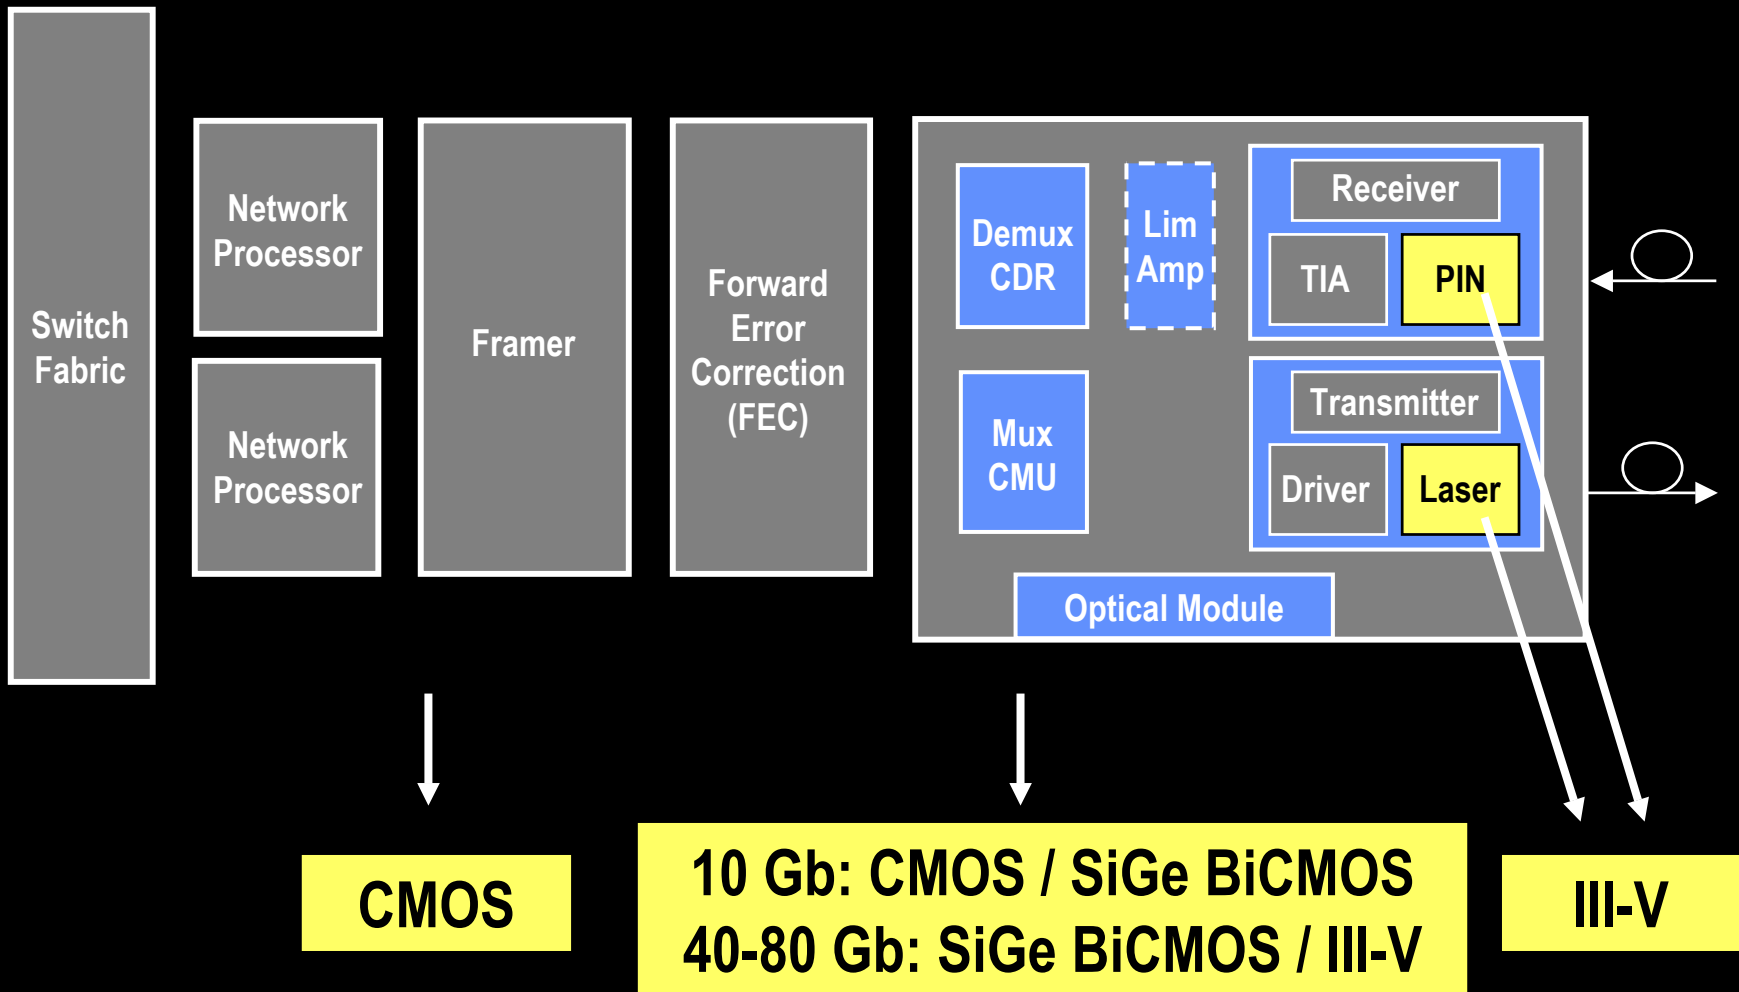 Switch
Fabric
Network
Processor
Network
Processor
Framer
Forward
Error
Correction
(FEC)
Demux
CDR
Lim
Amp
Mux
CMU
Receiver
TIA
PIN
Transmitter
Driver
Laser
Optical Module
CMOS
10 Gb: CMOS / SiGe BiCMOS
40-80 Gb: SiGe BiCMOS / III-V
III-V